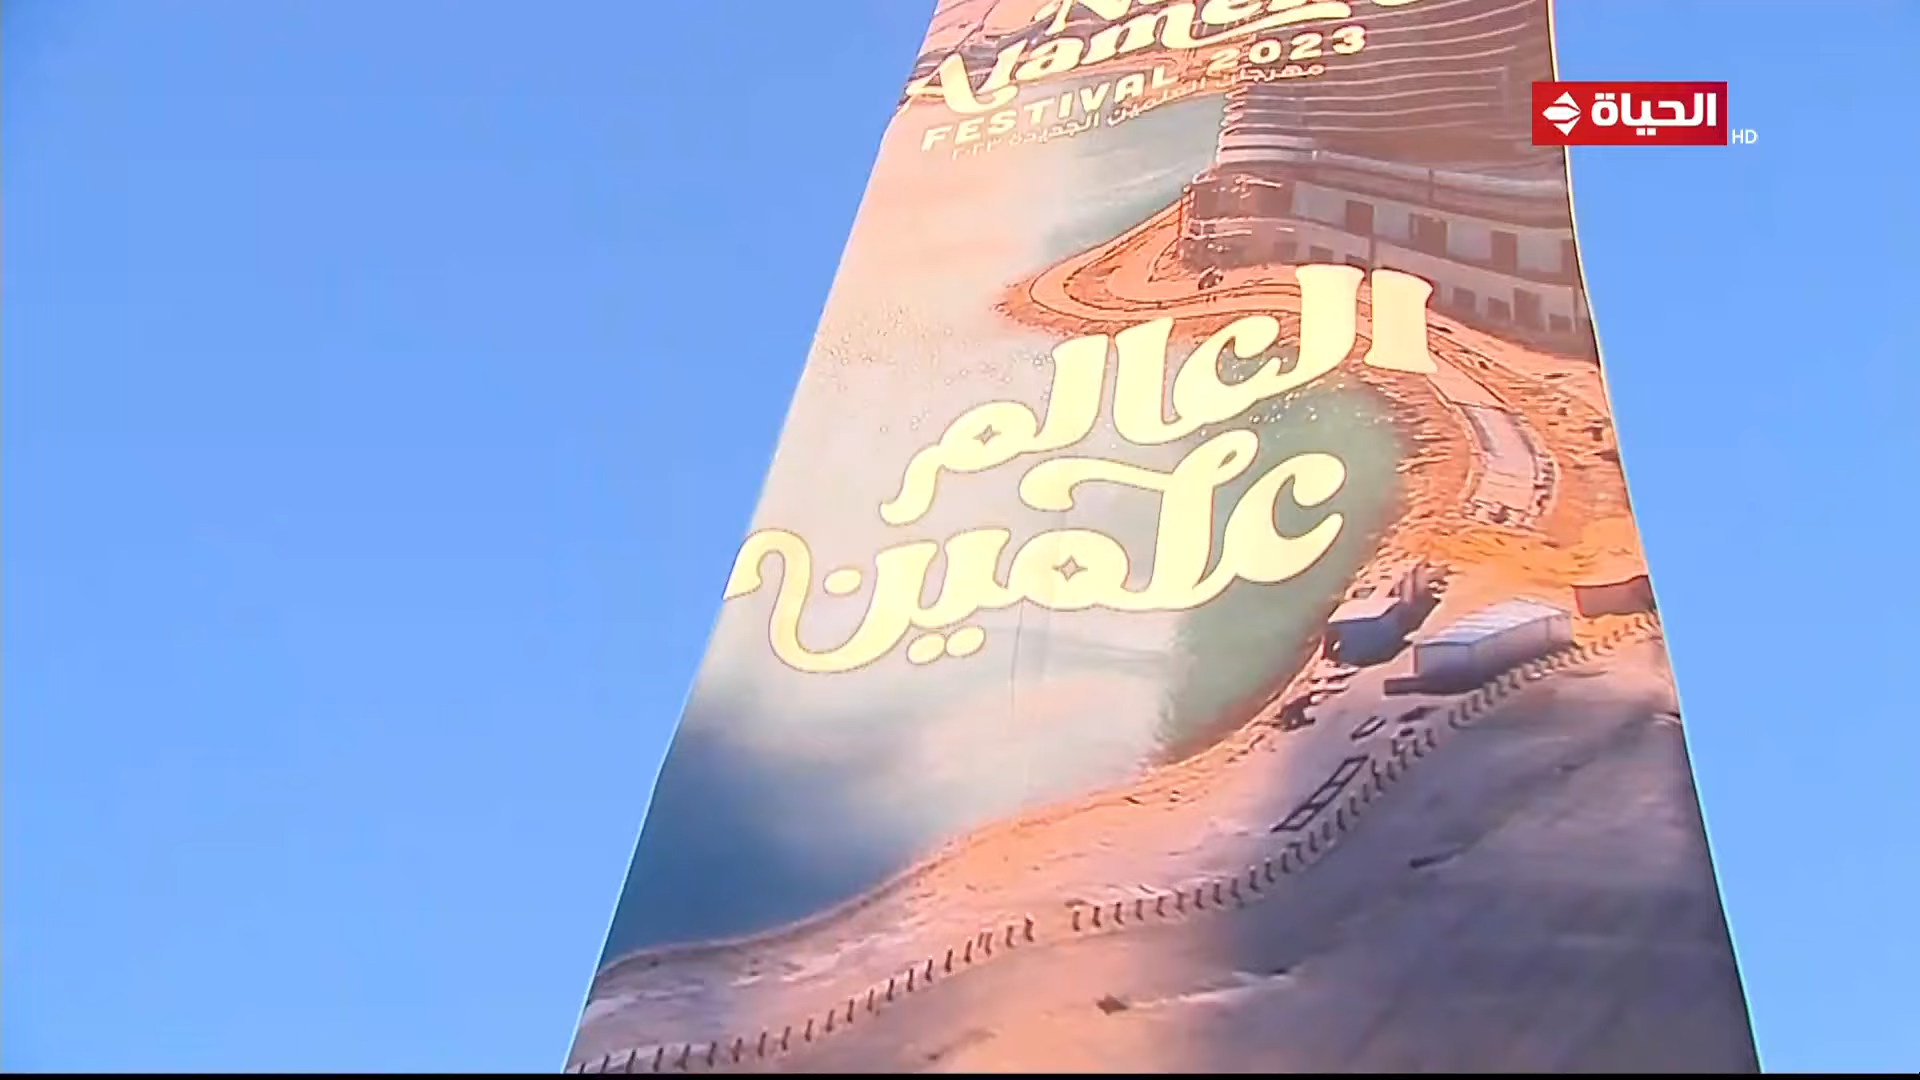 Alamein
FESTIVAL 2023
مهرجان العلمين الجديدة ٢٠٢٣
العالم
علمين
الحياة
HD